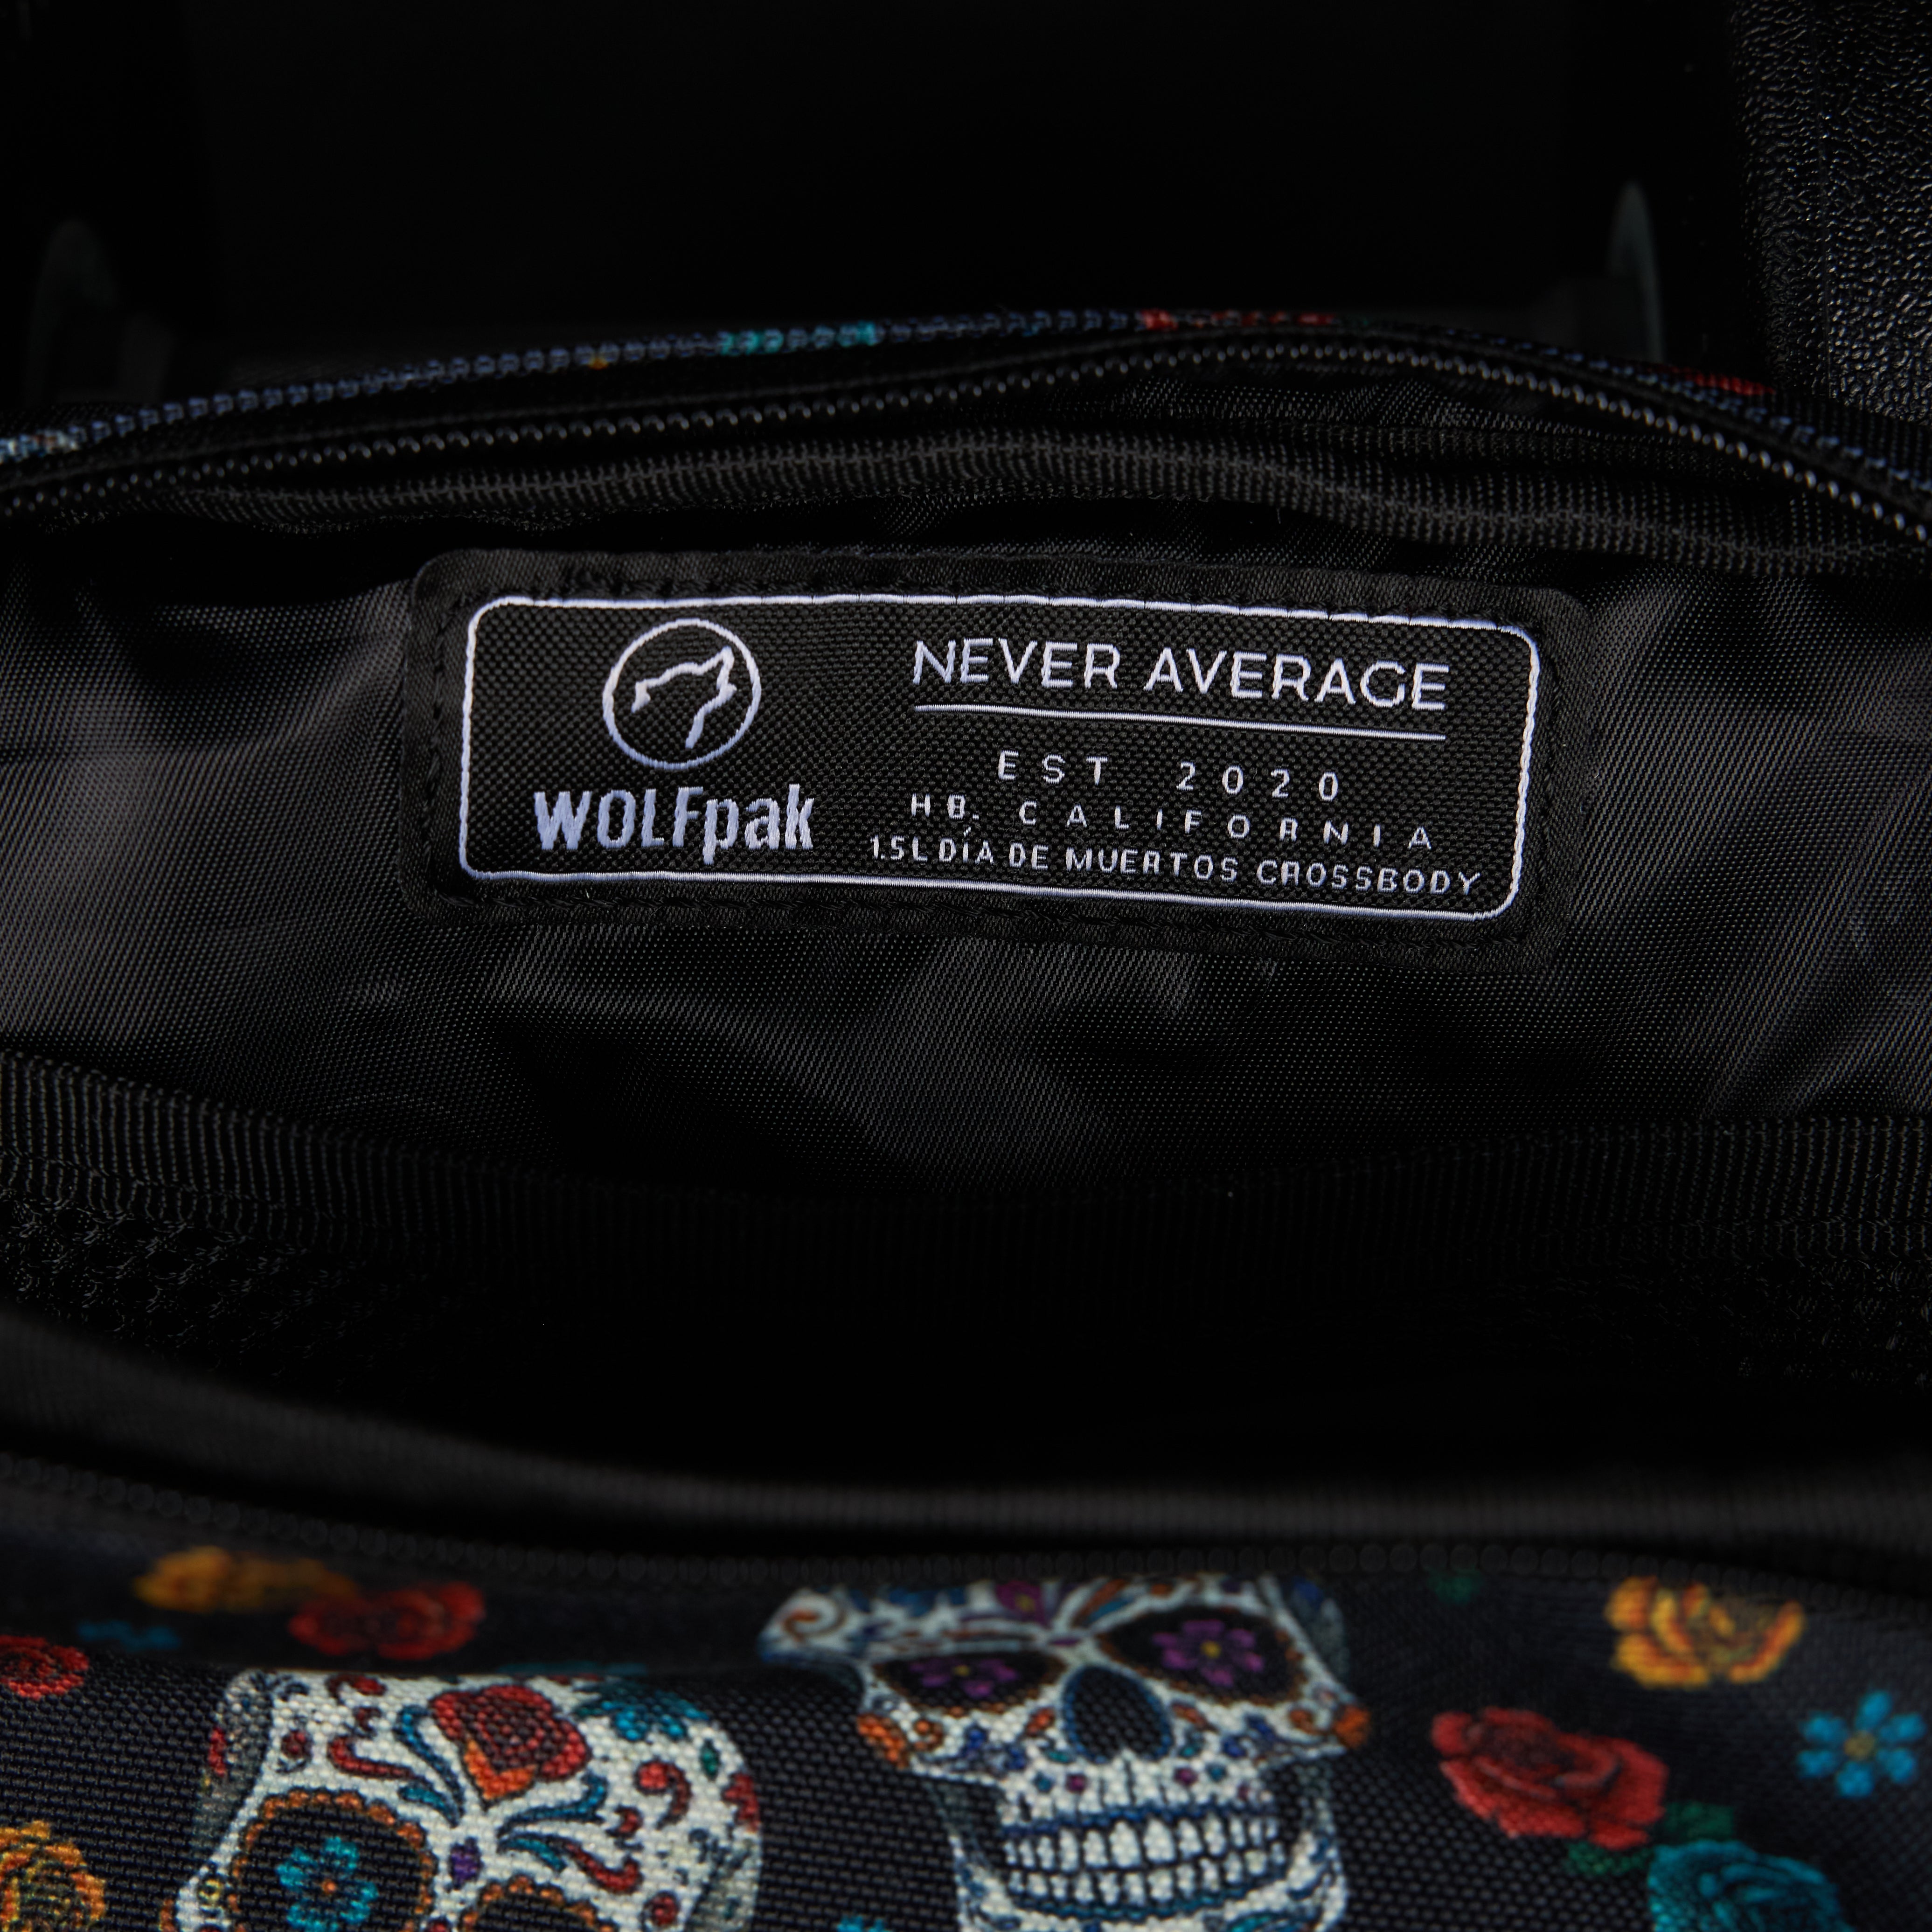 WOLFpak
NEVER AVERAGE
EST 2020
HB. CALIFORNIA
1.5L DÍA DE MUERTOS CROSSBODY